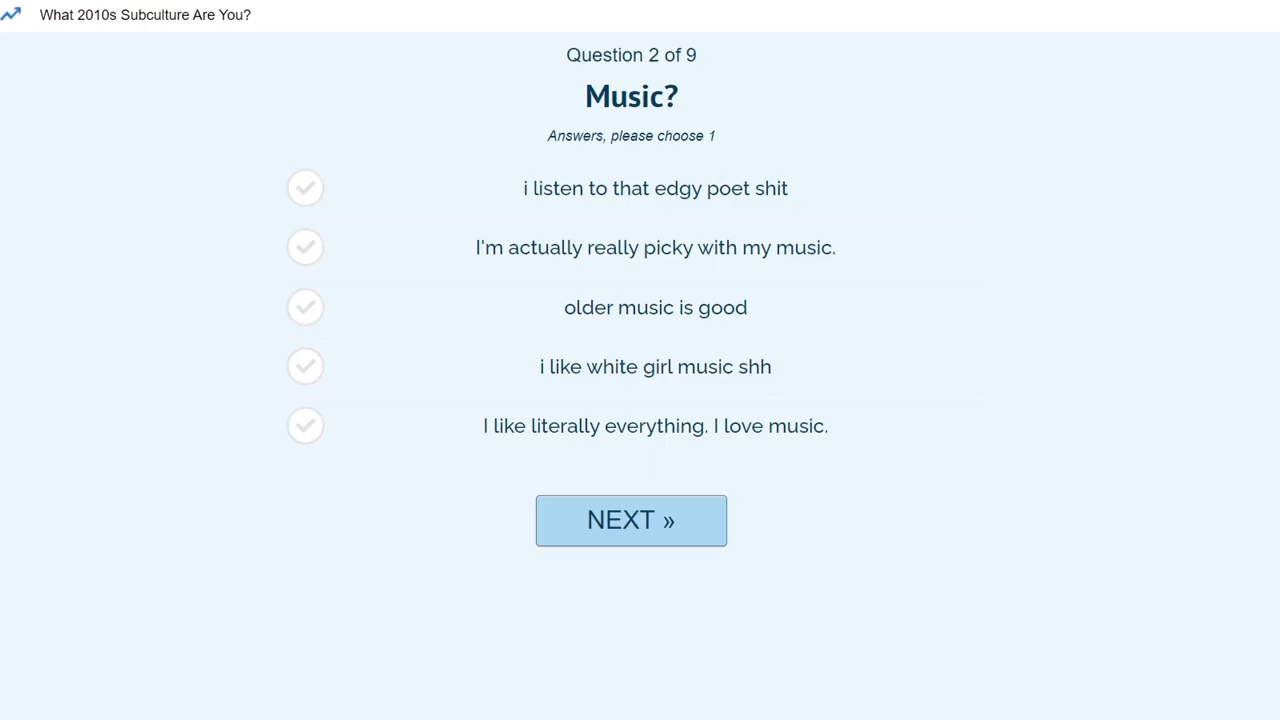 What 2010s Subculture Are You?
Question 2 of 9
Music?
Answers, please choose 1
i listen to that edgy poet shit
I'm actually really picky with my music.
older music is good
i like white girl music shh
I like literally everything. I love music.
NEXT »